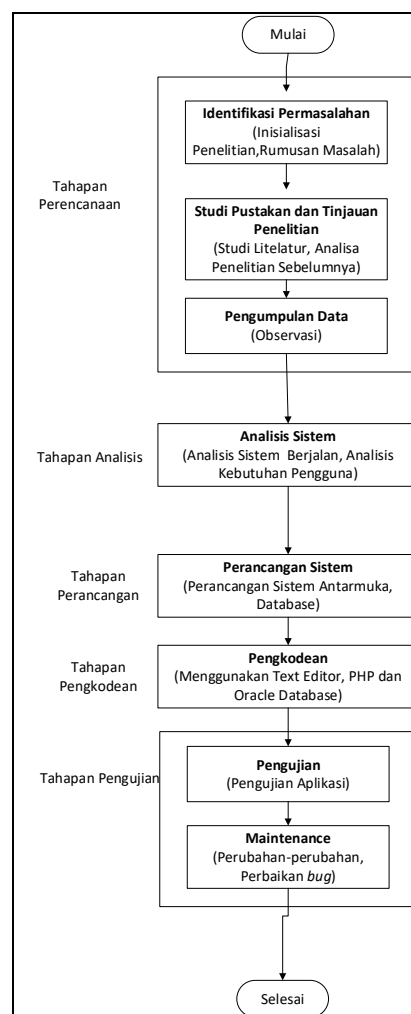 Mulai
Identifikasi Permasalahan
(Inisialisasi
Penelitian,Rumusan Masalah)
Tahapan
Perencanaan
Studi Pustakan dan Tinjauan
Penelitian
(Studi Litelatur, Analisa
Penelitian Sebelumnya)
Pengumpulan Data
(Observasi)
Tahapan Analisis
Analisis Sistem
(Analisis Sistem Berjalan, Analisis
Kebutuhan Pengguna)
Tahapan
Perancangan
Perancangan Sistem
(Perancangan Sistem Antarmuka,
Database)
Tahapan
Pengkodean
Pengkodean
(Menggunakan Text Editor, PHP dan
Oracle Database)
Tahapan Pengujian
Pengujian
(Pengujian Aplikasi)
Maintenance
(Perubahan-perubahan,
Perbaikan bug)
Selesai